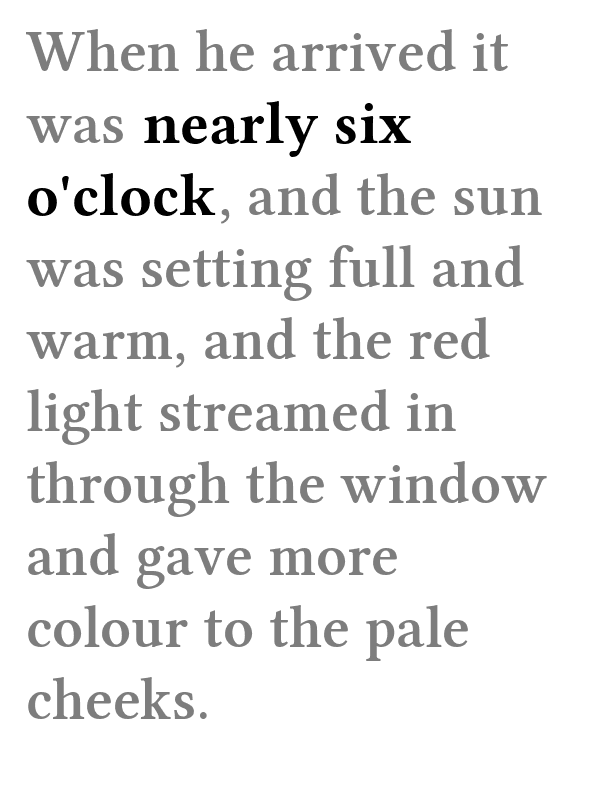 When he arrived it
was nearly six
o'clock, and the sun
was setting full and
warm, and the red
light streamed in
through the window
and gave more
colour to the pale
cheeks.